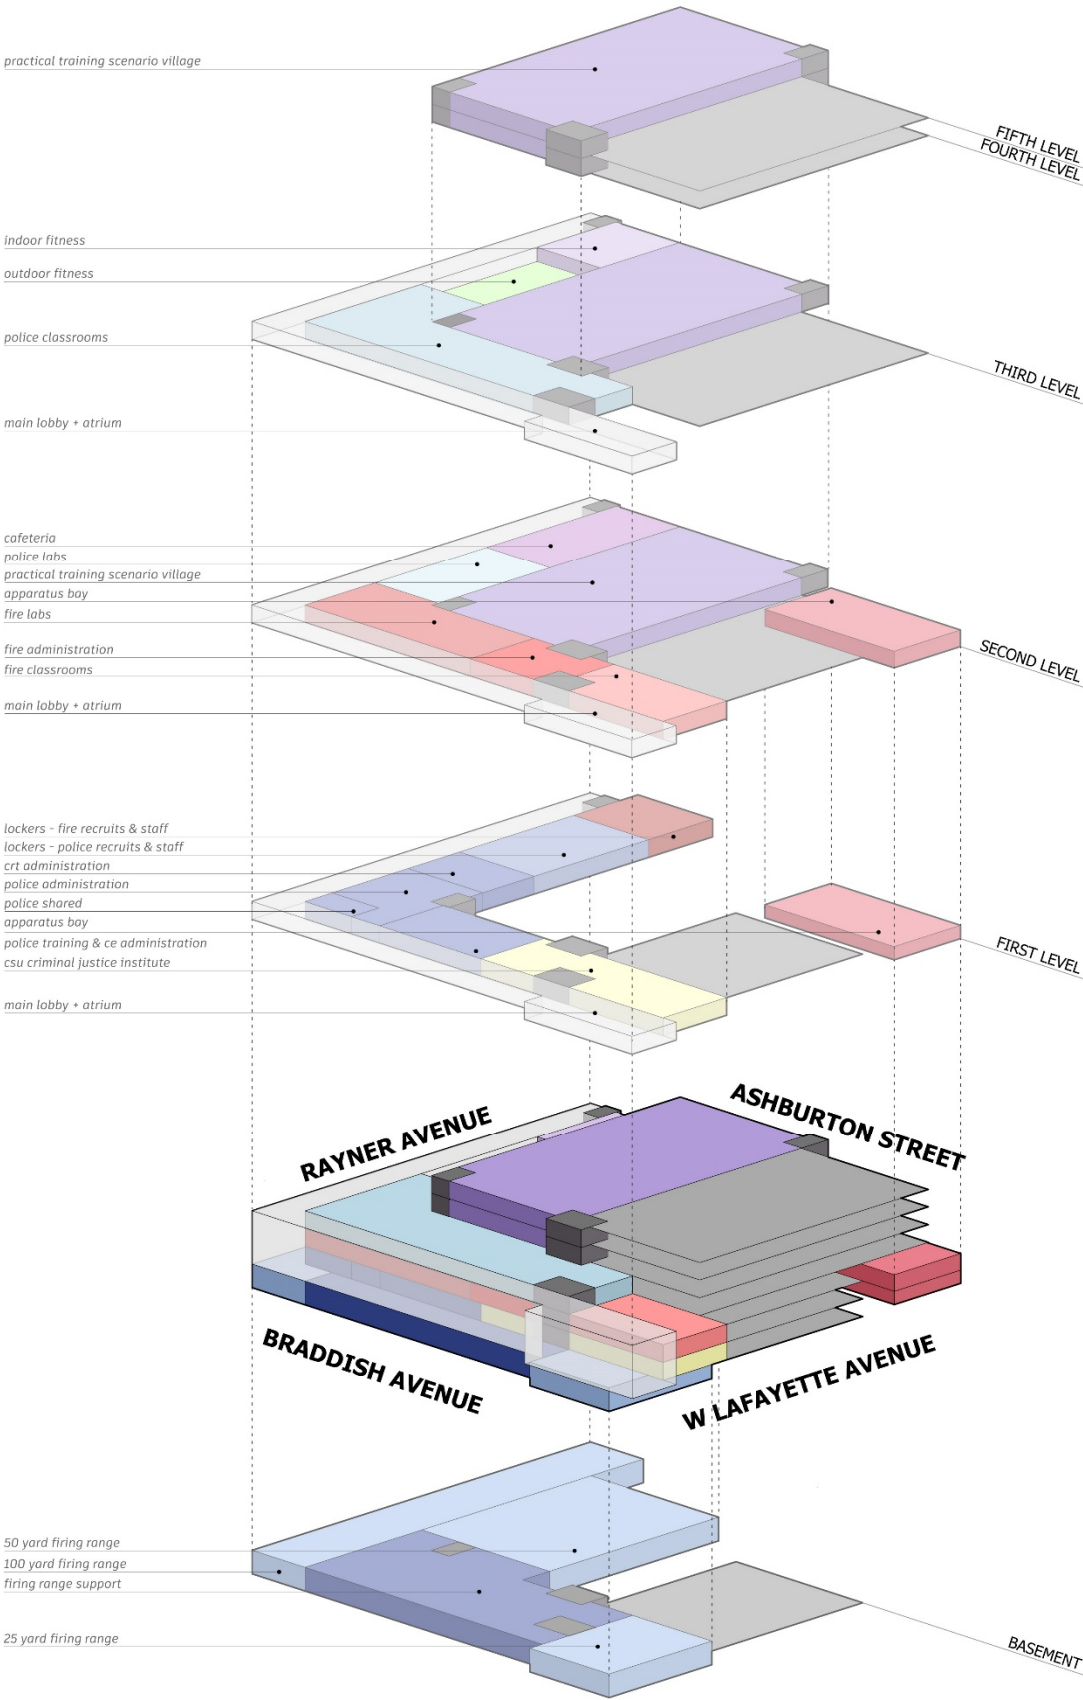 practical training scenario village
FIFTH LEVEL
FOURTH LEVEL
indoor fitness
outdoor fitness
police classrooms
THIRD LEVEL
main lobby + atrium
cafeteria
police labs
practical training scenario village
apparatus bay
fire labs
fire administration
SECOND LEVEL
fire classrooms
main lobby + atrium
lockers - fire recruits & staff
lockers - police recruits & staff
crt administration
police administration
police shared
apparatus bay
police training & ce administration
FIRST LEVEL
csu criminal justice institute
main lobby + atrium
RAYNER AVENUE
ASHBURTON STREET
BRADDISH AVENUE
W LAFAYETTE AVENUE
50 yard firing range
100 yard firing range
firing range support
25 yard firing range
BASEMENT